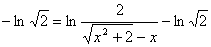 -ln √2 = ln 2/(√(x² + 2) - x) - ln √2